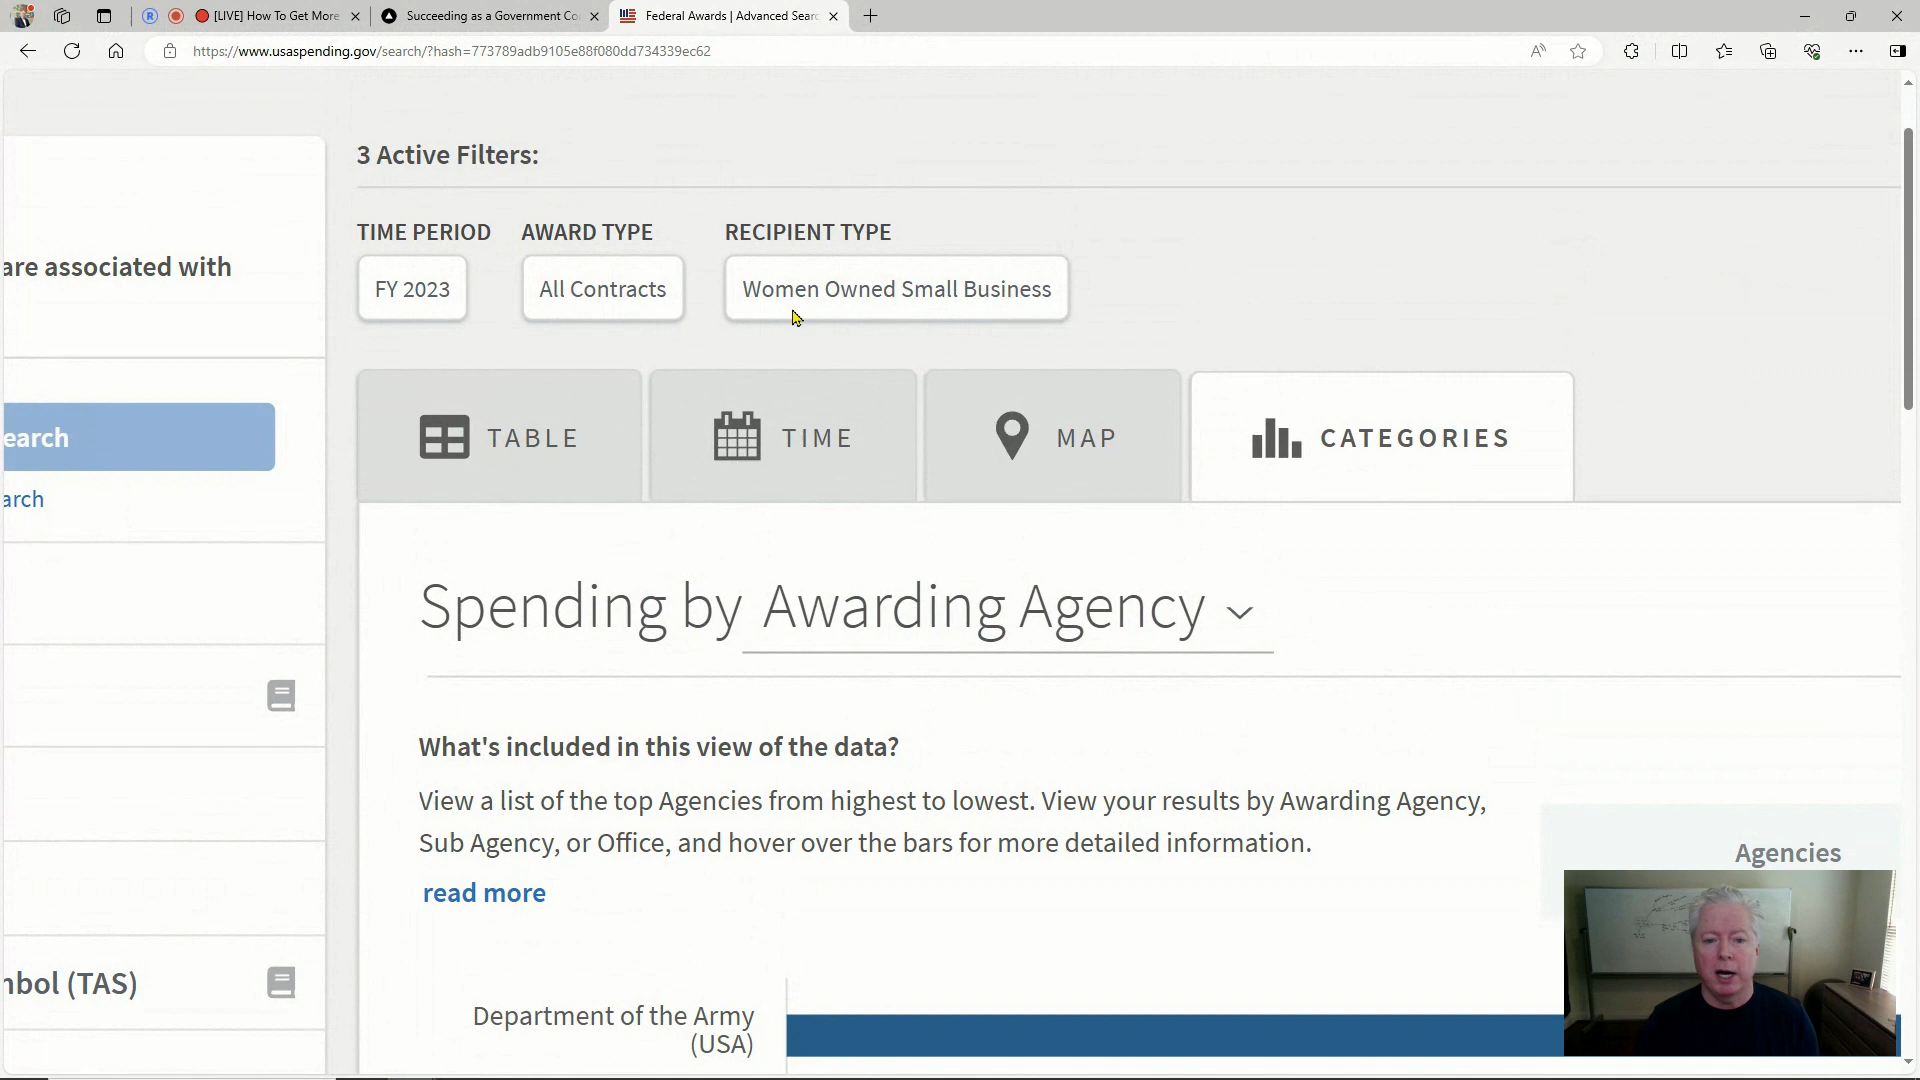 [LIVE] How To Get More
Succeeding as a Government Co
Federal Awards | Advanced Sear
https://www.usaspending.gov/search/?hash=773789adb9105e88f080dd734339ec62
3 Active Filters:
TIME PERIOD AWARD TYPE RECIPIENT TYPE
FY 2023 All Contracts Women Owned Small Business
are associated with
earch
arch
mbol (TAS)
TABLE TIME MAP CATEGORIES
Spending by Awarding Agency
What's included in this view of the data?
View a list of the top Agencies from highest to lowest. View your results by Awarding Agency,
Sub Agency, or Office, and hover over the bars for more detailed information.
read more
Agencies
Department of the Army
(USA)